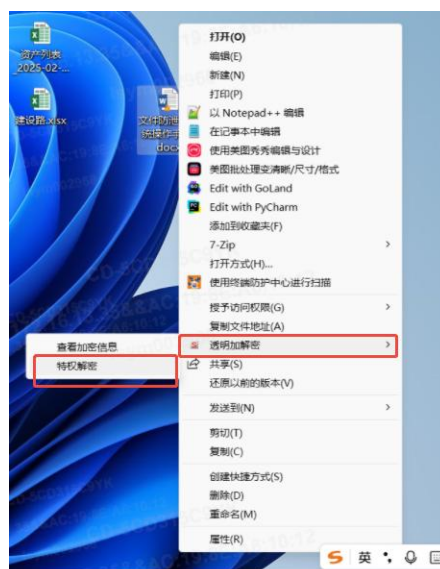 资产列表
2025-02-...
建设路.xlsx
文件防泄
统操作手
docx
打开(O)
编辑(E)
新建(N)
打印(P)
以 Notepad++ 编辑
在记事本中编辑
使用美图秀秀编辑与设计
美图批处理变清晰/尺寸/格式
Edit with GoLand
Edit with PyCharm
添加到收藏夹(F)
7-Zip
打开方式(H)...
使用终端防护中心进行扫描
授予访问权限(G)
复制文件地址(A)
查看加密信息
透明加解密
特权解密
共享(S)
还原以前的版本(V)
发送到(N)
剪切(T)
复制(C)
创建快捷方式(S)
删除(D)
重命名(M)
属性(R)
英